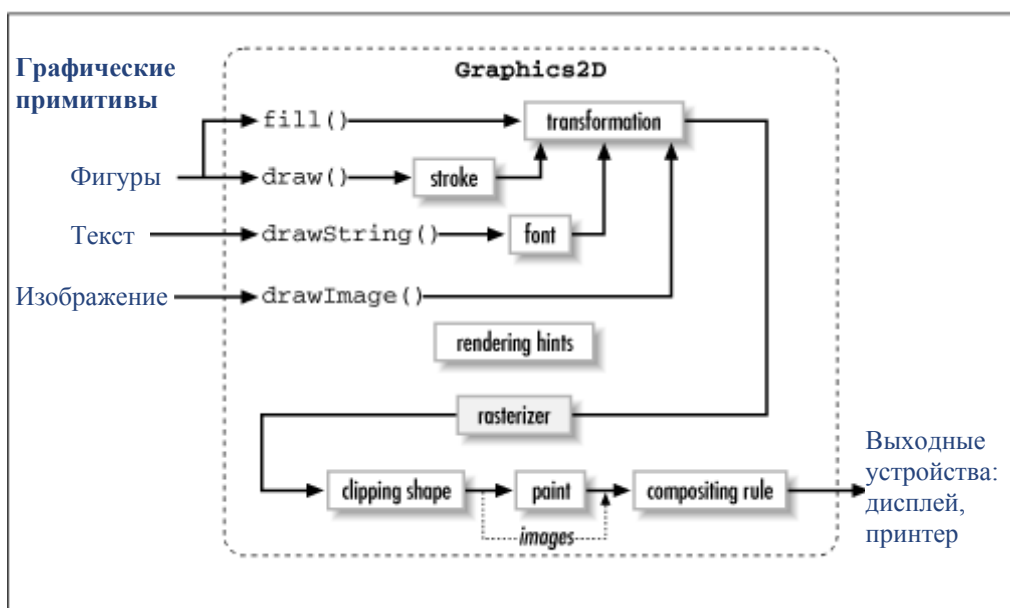 Graphics2D
Графические
примитивы
fill()
transformation
Фигуры
draw()
stroke
Текст
drawString()
font
Изображение
drawImage()
rendering hints
rasterizer
clipping shape
paint
compositing rule
images
Выходные
устройства:
дисплей,
принтер